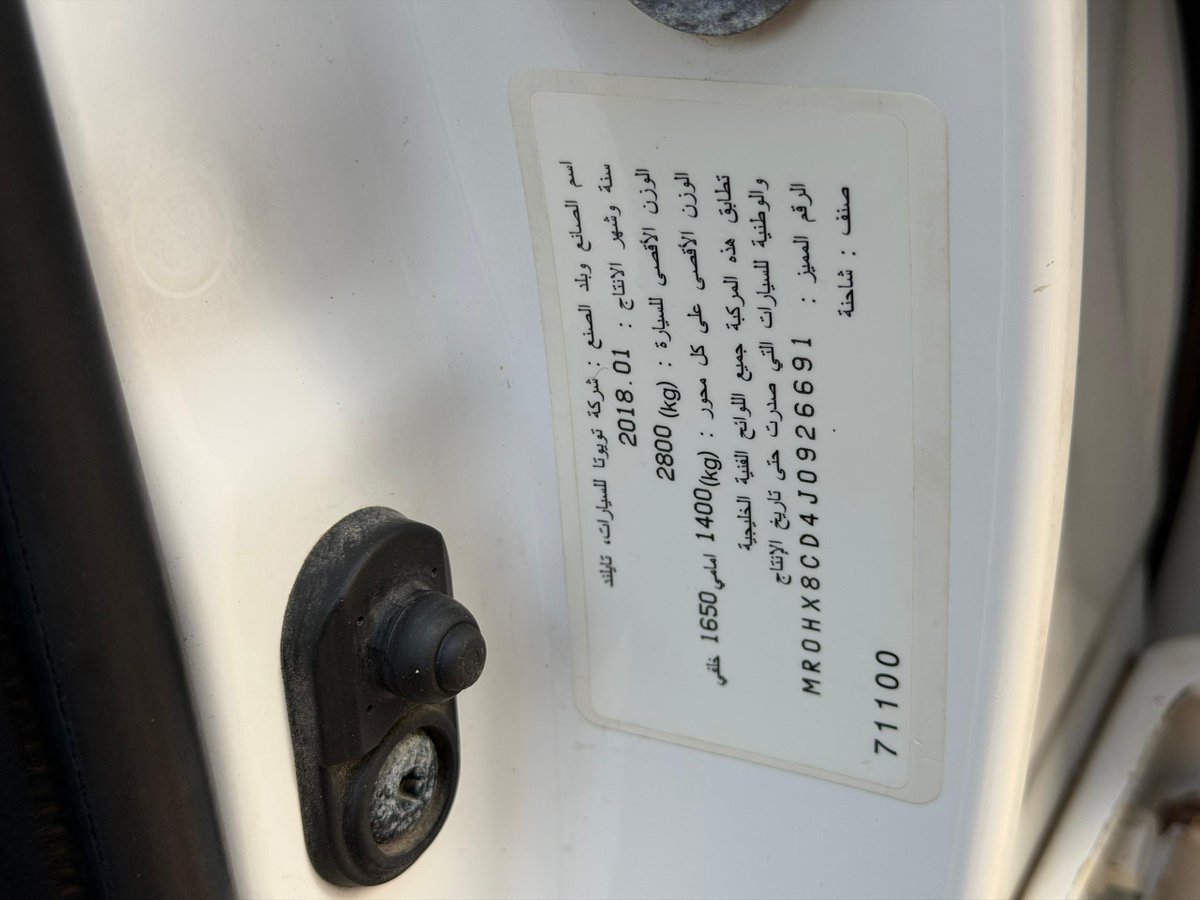 اسم الصانع وبلد الصنع : شركة تويوتا للسيارات، تايلند
سنة وشهر الانتاج : 2018.01
الوزن الأقصى للسيارة : 2800 (kg)
الوزن الأقصى على كل محور : (kg) 1400 امامي 1650 خلفي
تطابق هذه المركبة جميع اللوائح الفنية الخليجية
والوطنية للسيارات التي صدرت حتى تاريخ الإنتاج
الرقم المميز : MR0HX8CD4J0926691
صنف : شاحنة
71100